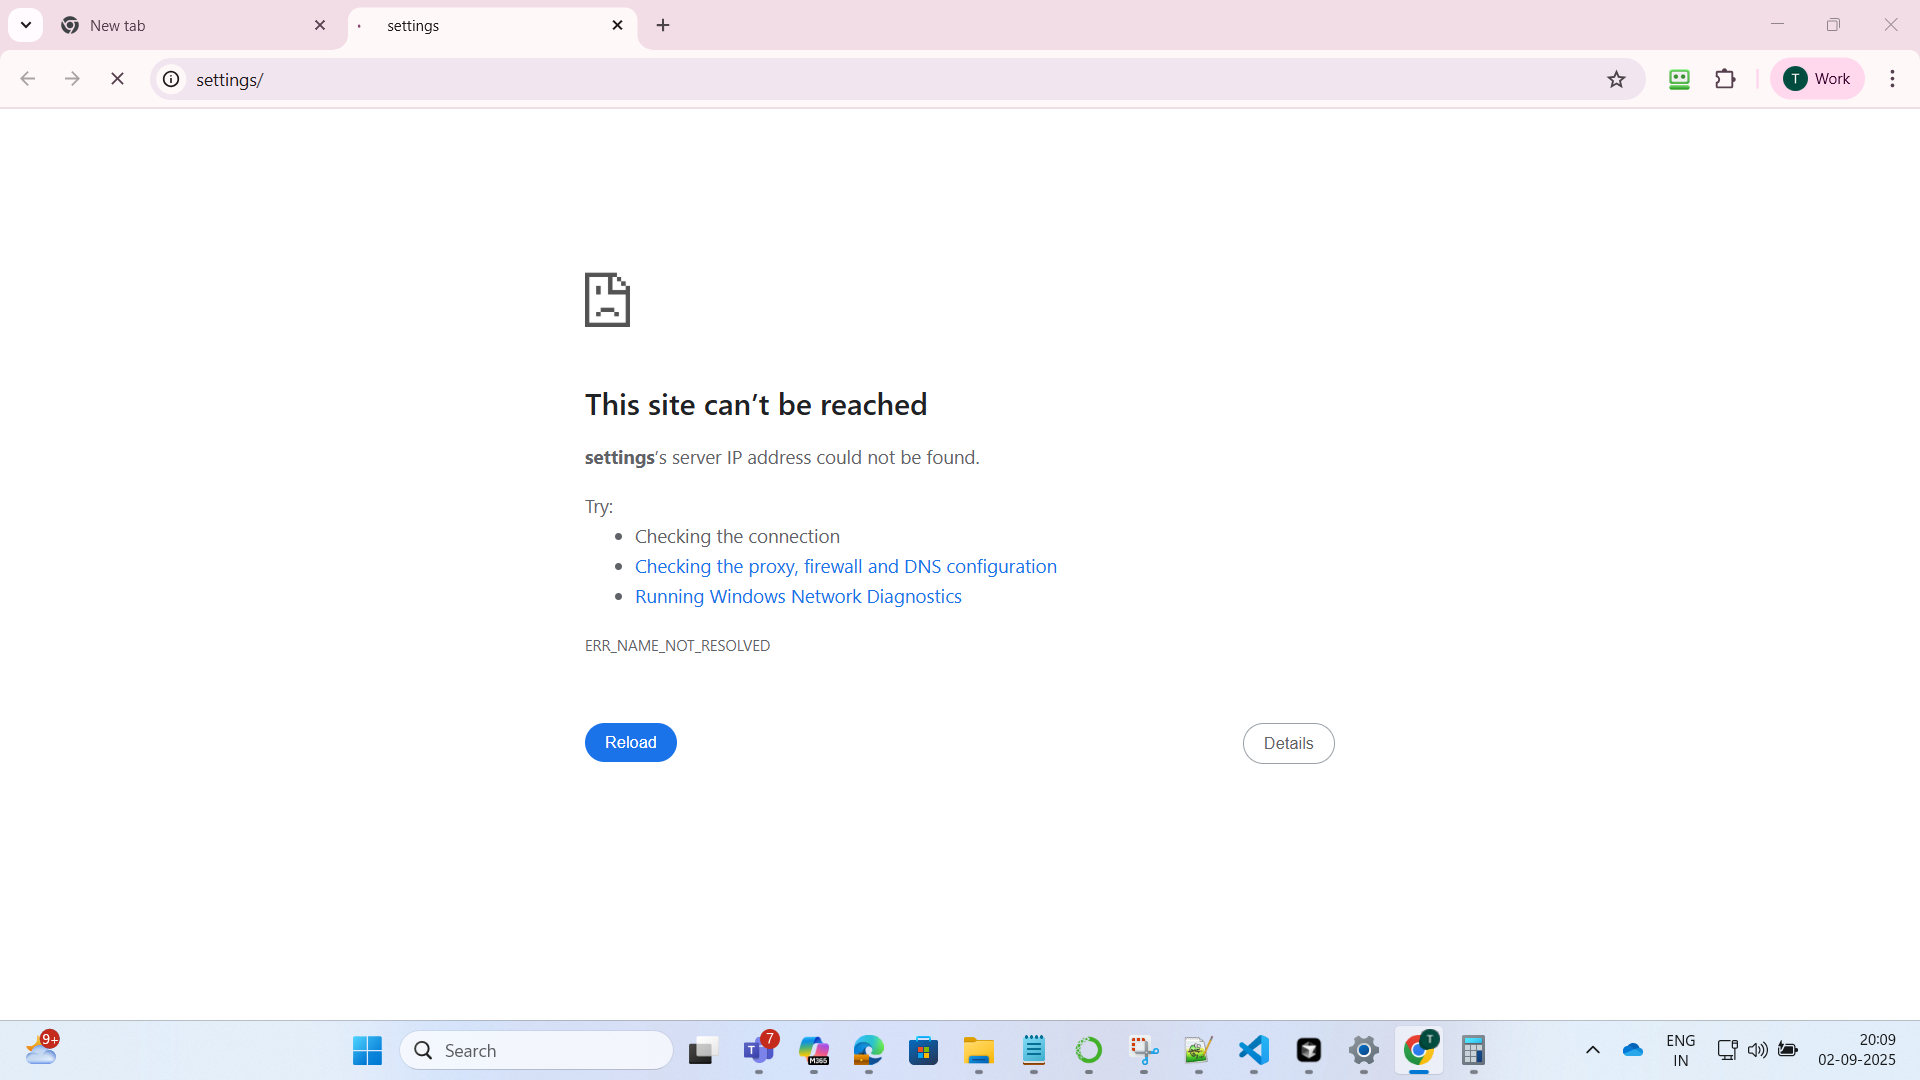 New tab
settings
settings/
T Work
This site can’t be reached
settings’s server IP address could not be found.
Try:
Checking the connection
Checking the proxy, firewall and DNS configuration
Running Windows Network Diagnostics
ERR_NAME_NOT_RESOLVED
Reload
Details
9+
Search
7
T
M365
T
ENG
IN
20:09
02-09-2025